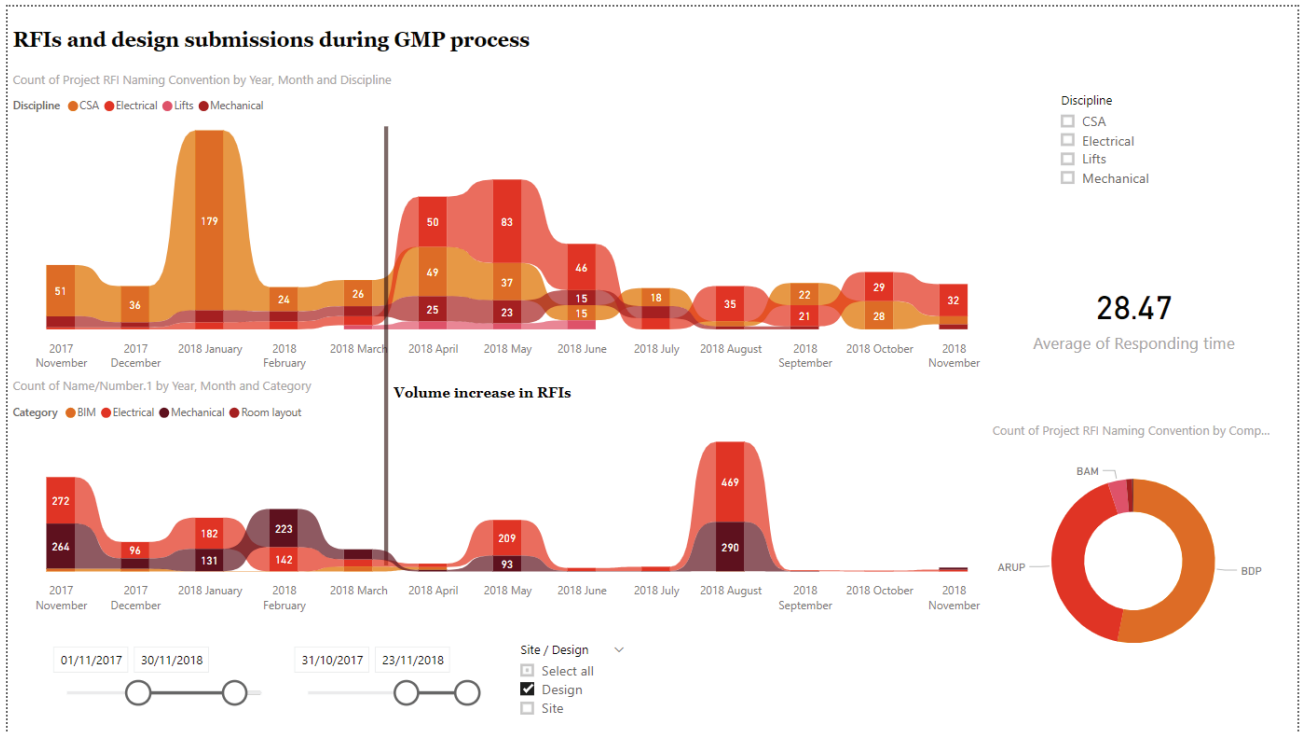 RFIs and design submissions during GMP process
Count of Project RFI Naming Convention by Year, Month and Discipline
Discipline CSA Electrical Lifts Mechanical
51
36
179
24
26
50
49
25
83
37
23
46
15
15
18
35
22
21
29
28
32
2017 November
2017 December
2018 January
2018 February
2018 March
2018 April
2018 May
2018 June
2018 July
2018 August
2018 September
2018 October
2018 November
Discipline
CSA
Electrical
Lifts
Mechanical
28.47
Average of Responding time
Count of Name/Number.1 by Year, Month and Category
Volume increase in RFIs
Category BIM Electrical Mechanical Room layout
272
264
96
182
131
223
142
209
93
469
290
2017 November
2017 December
2018 January
2018 February
2018 March
2018 April
2018 May
2018 June
2018 July
2018 August
2018 September
2018 October
2018 November
Count of Project RFI Naming Convention by Comp...
BAM
ARUP
BDP
01/11/2017 30/11/2018
31/10/2017 23/11/2018
Site / Design
Select all
Design
Site